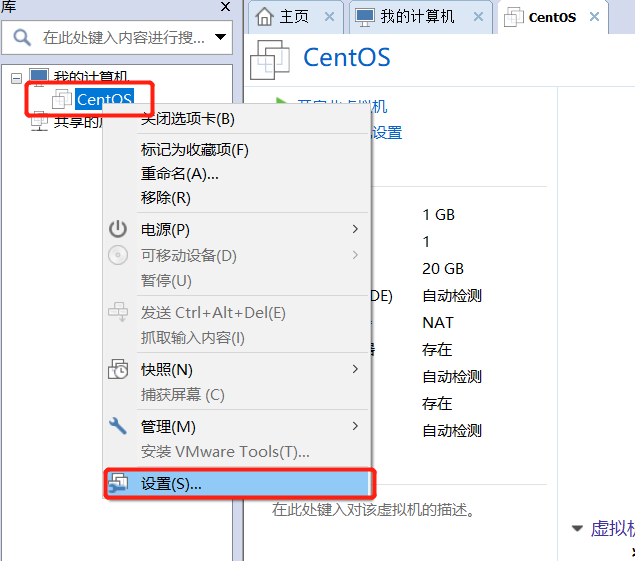 库
主页
我的计算机
CentOS
在此处键入内容进行搜...
CentOS
我的计算机
CentOS
共享的
关闭选项卡(B)
设置
标记为收藏项(F)
重命名(A)...
移除(R)
1 GB
电源(P)
1
可移动设备(D)
20 GB
暂停(U)
DE)
自动检测
发送 Ctrl+Alt+Del(E)
NAT
抓取输入内容(I)
存在
快照(N)
自动检测
捕获屏幕 (C)
存在
管理(M)
自动检测
安装 VMware Tools(T)...
设置(S)...
在此处键入对该虚拟机的描述。
虚拟机